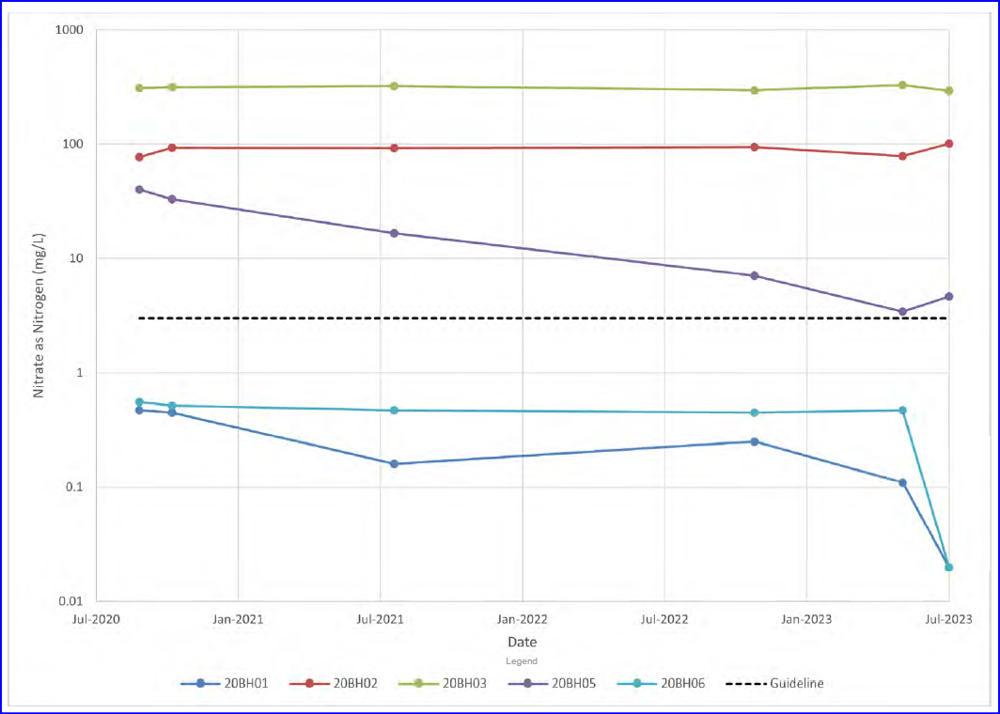 1000
100
10
1
0.1
0.01
Nitrate as Nitrogen (mg/L)
Jul-2020 Jan-2021 Jul-2021 Jan-2022 Jul-2022 Jan-2023 Jul-2023
Date
Legend
20BH01 20BH02 20BH03 20BH05 20BH06 Guideline